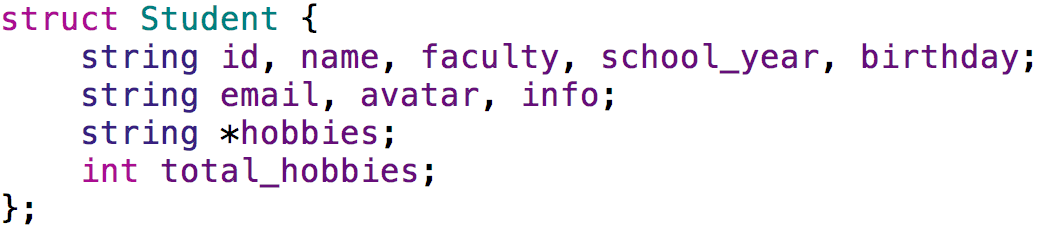 struct Student {
    string id, name, faculty, school_year, birthday;
    string email, avatar, info;
    string *hobbies;
    int total_hobbies;
};